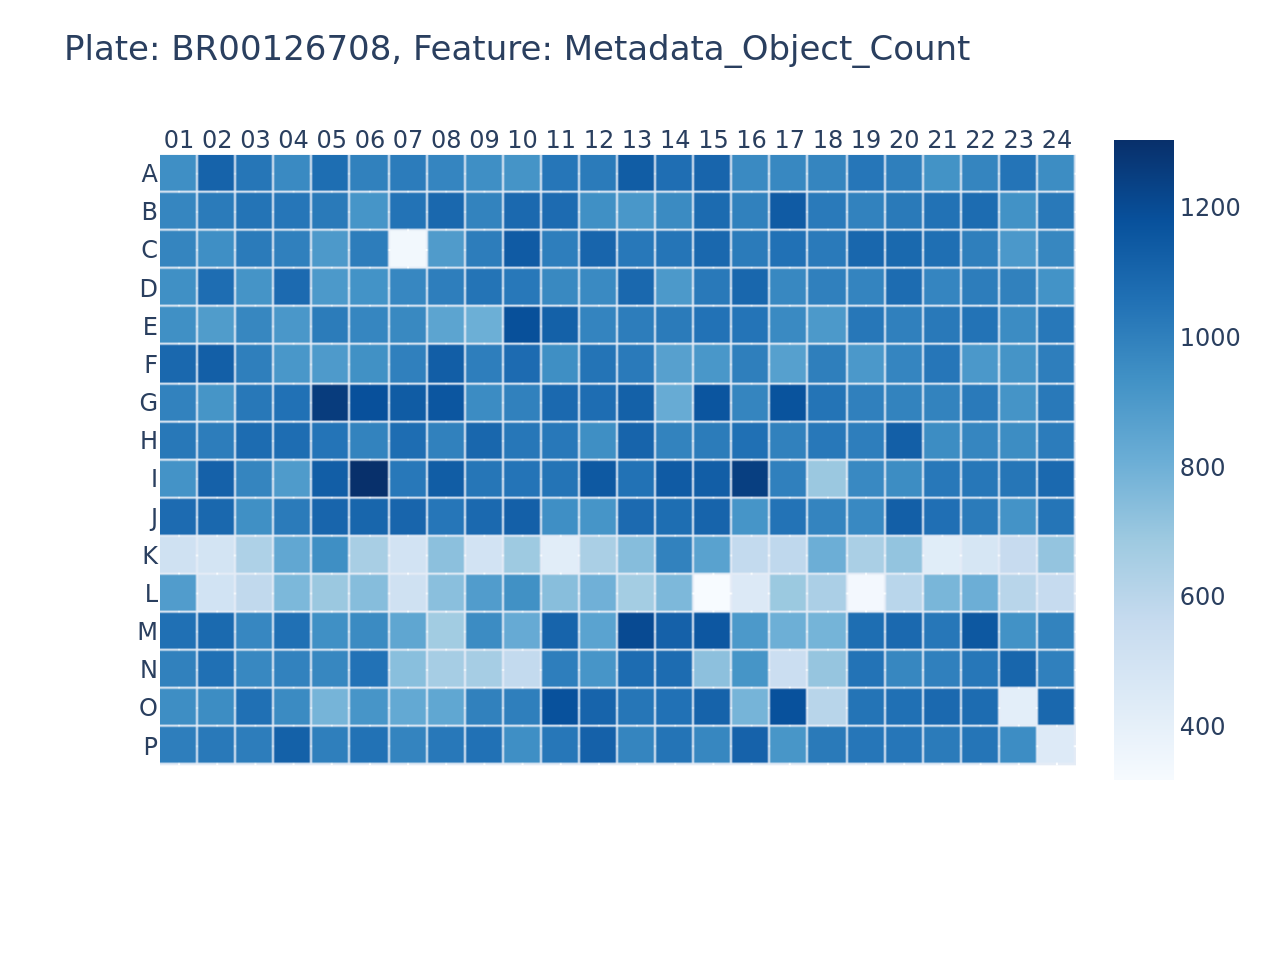 Plate: BR00126708, Feature: Metadata_Object_Count
01 02 03 04 05 06 07 08 09 10 11 12 13 14 15 16 17 18 19 20 21 22 23 24
A
B
C
D
E
F
G
H
I
J
K
L
M
N
O
P
1200
1000
800
600
400